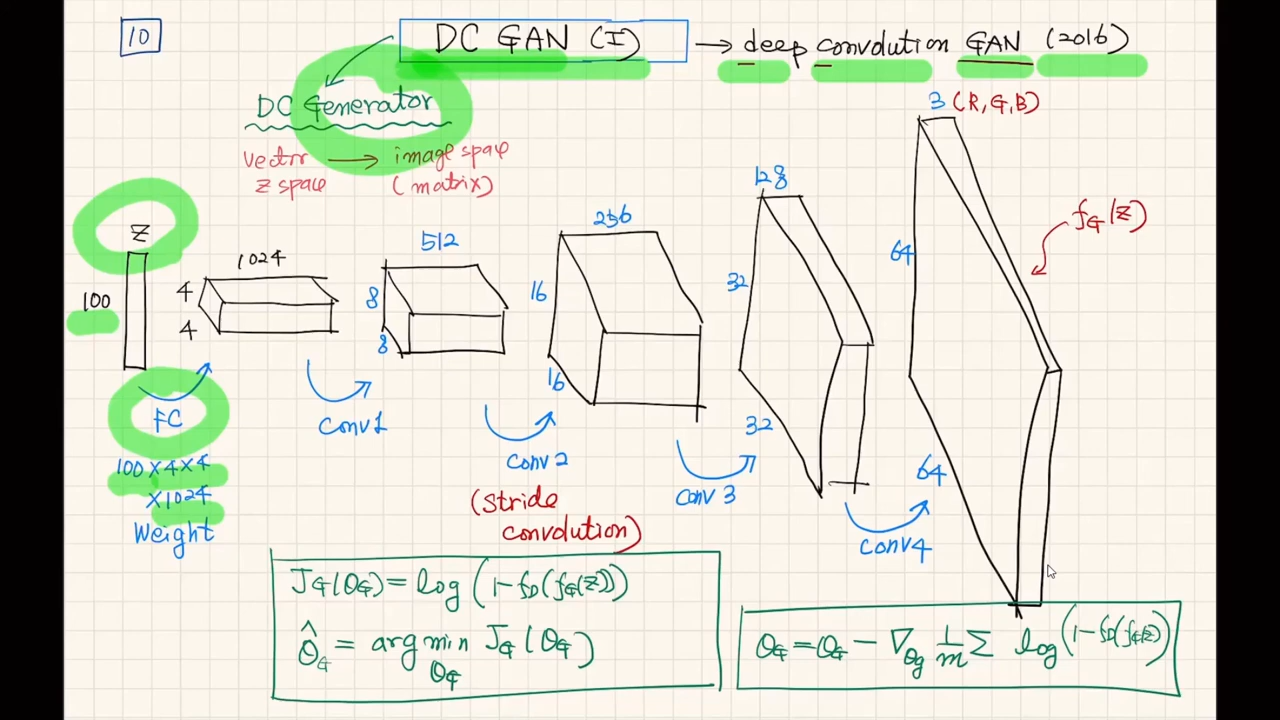 10
DC GAN (I) → deep convolution GAN (2016)
DC Generator
vector → image space
z space (matrix)
3 (R, G, B)
Z
100
1024
4
4
512
8
8
256
16
16
128
32
32
64
64
f_G(Z)
FC
100 x 4 x 4
x 1024
Weight
Conv1
Conv 2
(stride
convolution)
Conv 3
Conv4
J_G(θ_G) = log (1 - f_D(f_G(Z)))
θ̂_G = arg min_θ_G J_G(θ_G)
θ_G = θ_G - ∇_θg 1/m Σ log (1 - f_D(f_G(z))